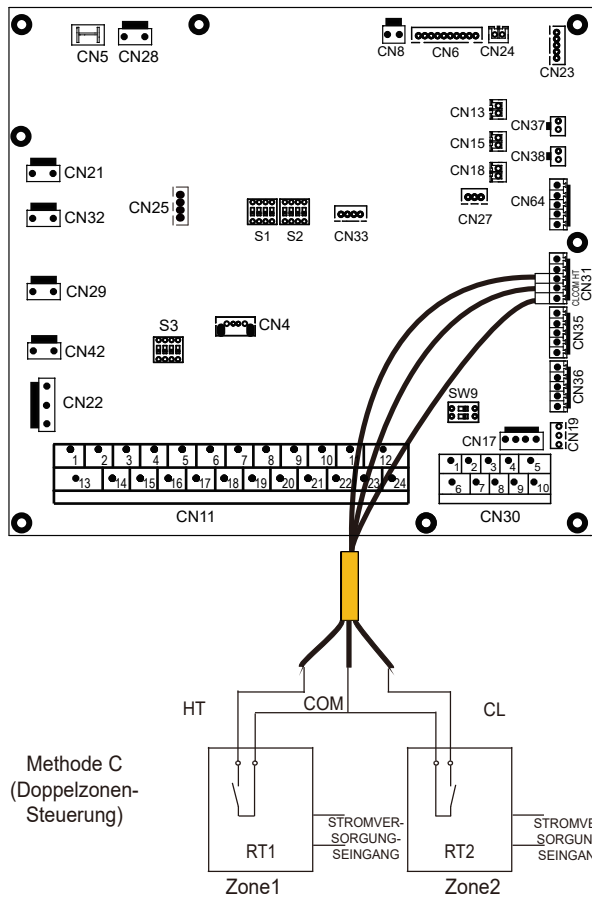 CN5
CN28
CN8
CN6
CN24
CN23
CN13
CN15
CN18
CN37
CN38
CN21
CN32
CN25
S1
S2
CN33
CN27
CN64
CN29
CL COM HT
CN31
S3
CN4
CN35
CN42
CN36
CN22
SW9
CN17
CN19
1 2 3 4 5 6 7 8 9 10 1 12
13 14 15 16 17 18 19 20 21 22 23 24
CN11
1 2 3 4 5
6 7 8 9 10
CN30
HT
COM
CL
Methode C
(Doppelzonen-
Steuerung)
RT1
STROMVER-
SORGUNG-
SEINGANG
RT2
STROMVE
SORGUN
SEINGAN
Zone1
Zone2